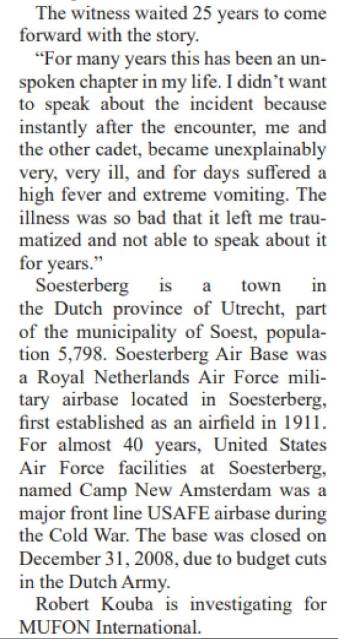 The witness waited 25 years to come
forward with the story.
“For many years this has been an un-
spoken chapter in my life. I didn’t want
to speak about the incident because
instantly after the encounter, me and
the other cadet, became unexplainably
very, very ill, and for days suffered a
high fever and extreme vomiting. The
illness was so bad that it left me trau-
matized and not able to speak about it
for years.”
Soesterberg is a town in
the Dutch province of Utrecht, part
of the municipality of Soest, popula-
tion 5,798. Soesterberg Air Base was
a Royal Netherlands Air Force mili-
tary airbase located in Soesterberg,
first established as an airfield in 1911.
For almost 40 years, United States
Air Force facilities at Soesterberg,
named Camp New Amsterdam was a
major front line USAFE airbase during
the Cold War. The base was closed on
December 31, 2008, due to budget cuts
in the Dutch Army.
Robert Kouba is investigating for
MUFON International.